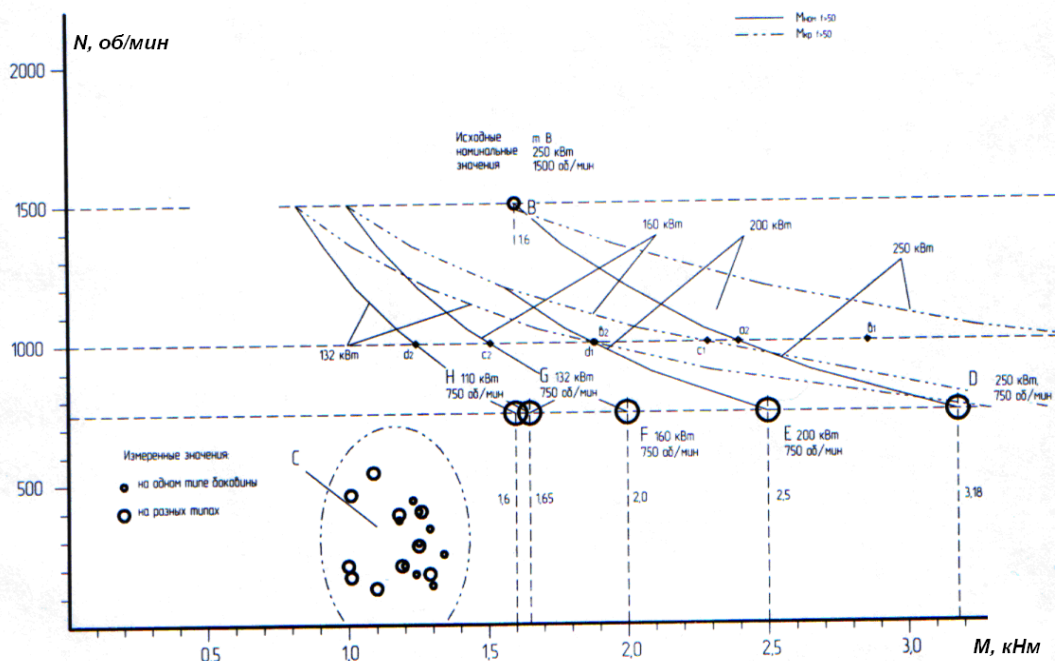 Mном f>50
Mкр f>50
N, об/мин
2000
Исходные
номинальные
значения
т В
250 кВт
1500 об/мин
1500
В
1.6
160 кВт
200 кВт
250 кВт
1000
132 кВт
d2
c2
d1
в2
c1
a2
в1
H 110 кВт
750 об/мин
G 132 кВт
750 об/мин
D
250 кВт,
750 об/мин
F 160 кВт
750 об/мин
E 200 кВт
750 об/мин
Измеренные значения:
на одном типе боковины
на разных типах
C
500
1,6
1,65
2,0
2,5
3,18
0,5
1,0
1,5
2,0
2,5
3,0
М, кНм